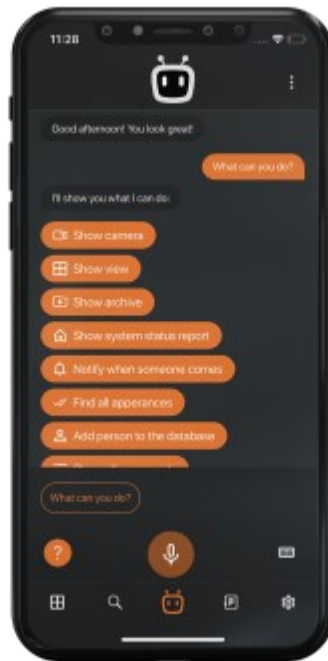 11:28
Good afternoon! You look great!
What can you do?
I'll show you what I can do:
Show camera
Show view
Show archive
Show system status report
Notify when someone comes
Find all apperances
Add person to the database
What can you do?
?